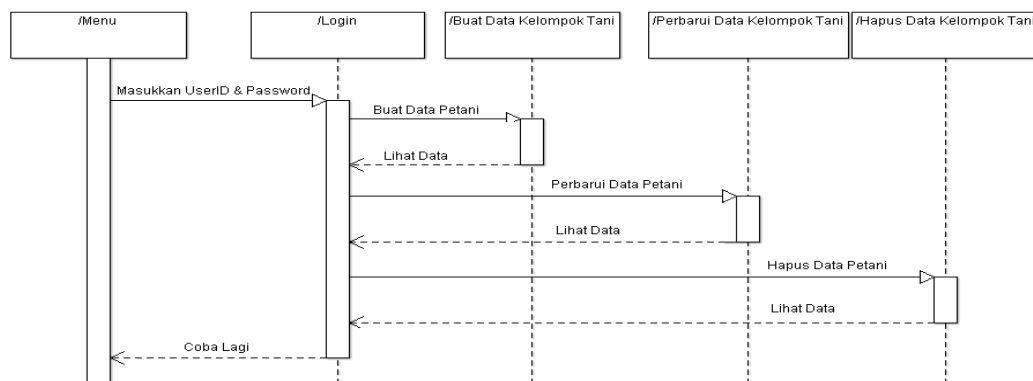 /Menu
/Login
/Buat Data Kelompok Tani
/Perbarui Data Kelompok Tani
/Hapus Data Kelompok Tani
Masukkan UserID & Password
Buat Data Petani
Lihat Data
Perbarui Data Petani
Lihat Data
Hapus Data Petani
Lihat Data
Coba Lagi